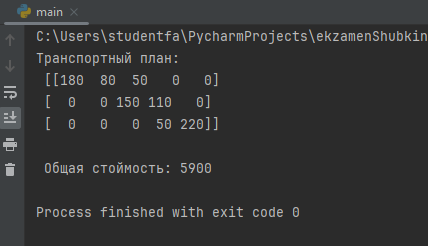 main
C:\Users\studentfa\PycharmProjects\ekzamenShubkin
Транспортный план:
[[180 80 50 0 0]
[ 0 0 150 110 0]
[ 0 0 0 50 220]]
Общая стоймость: 5900
Process finished with exit code 0